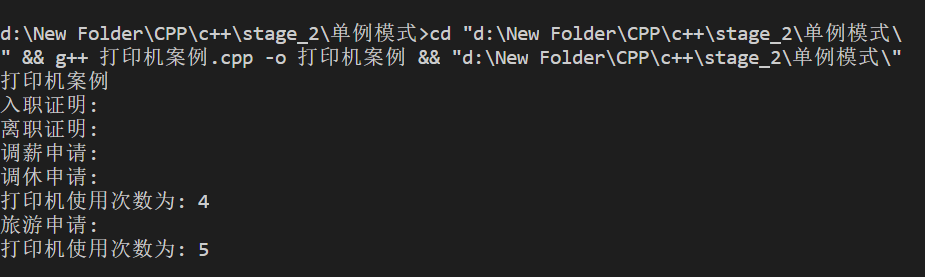 d:\New Folder\CPP\c++\stage_2\单例模式>cd "d:\New Folder\CPP\c++\stage_2\单例模式\
" && g++ 打印机案例.cpp -o 打印机案例 && "d:\New Folder\CPP\c++\stage_2\单例模式\"
打印机案例
入职证明:
离职证明:
调薪申请:
调休申请:
打印机使用次数为: 4
旅游申请:
打印机使用次数为: 5